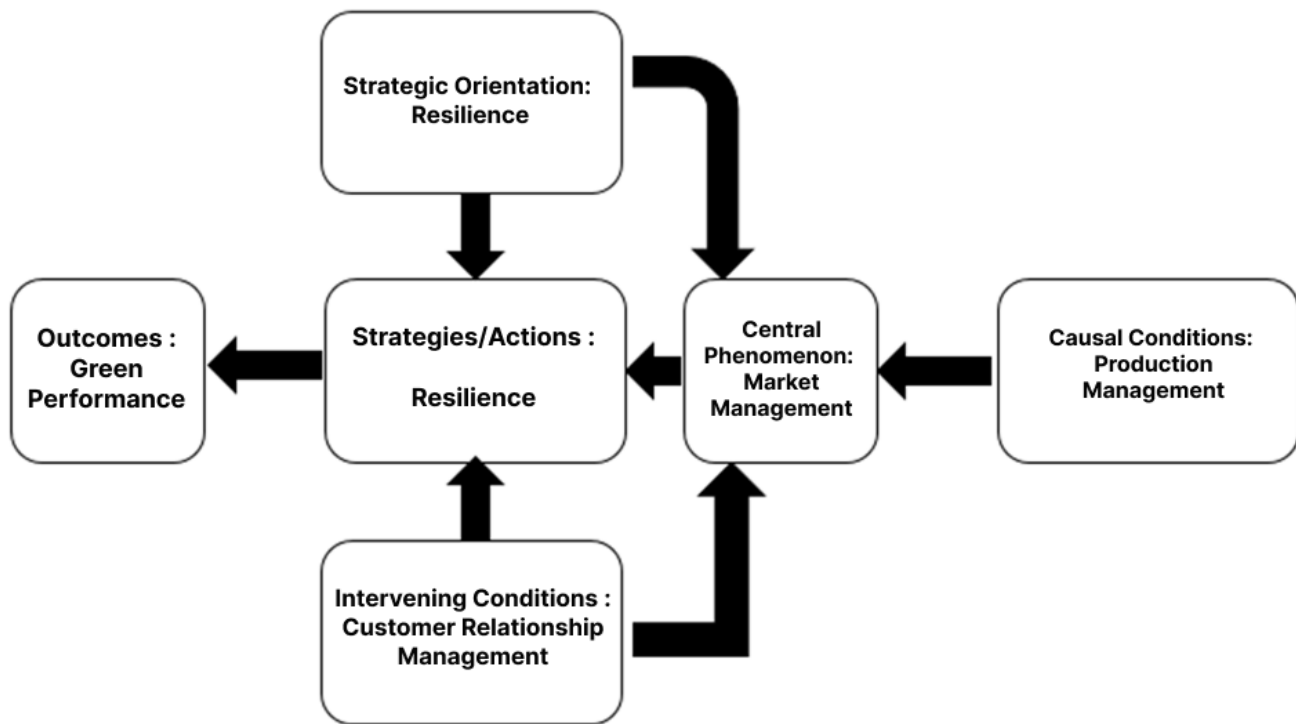 Strategic Orientation:
Resilience
Outcomes :
Green
Performance
Strategies/Actions :
Resilience
Central
Phenomenon:
Market
Management
Causal Conditions:
Production
Management
Intervening Conditions :
Customer Relationship
Management